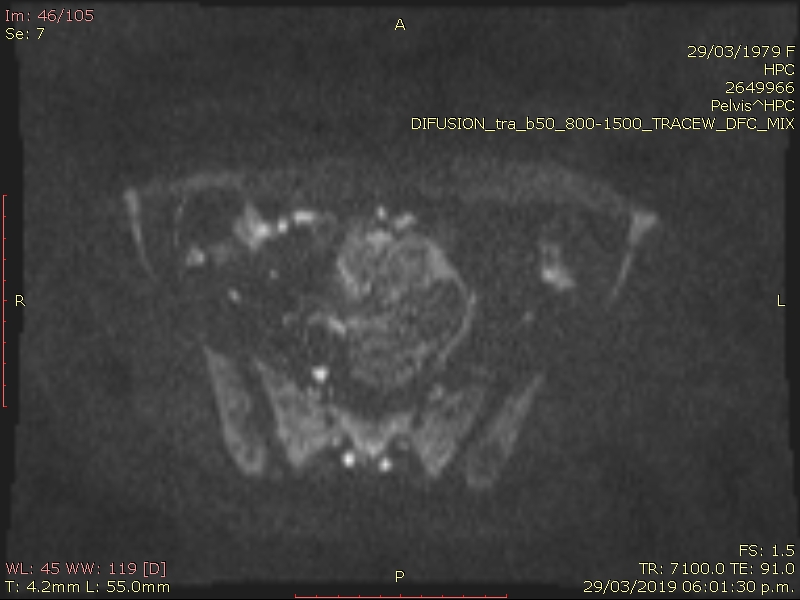 Im: 46/105
Se: 7
A
29/03/1979 F
HPC
2649966
Pelvis^HPC
DIFUSION_tra_b50_800-1500_TRACEW_DFC_MIX
R
L
WL: 45 WW: 119 [D]
T: 4.2mm L: 55.0mm
P
FS: 1.5
TR: 7100.0 TE: 91.0
29/03/2019 06:01:30 p.m.